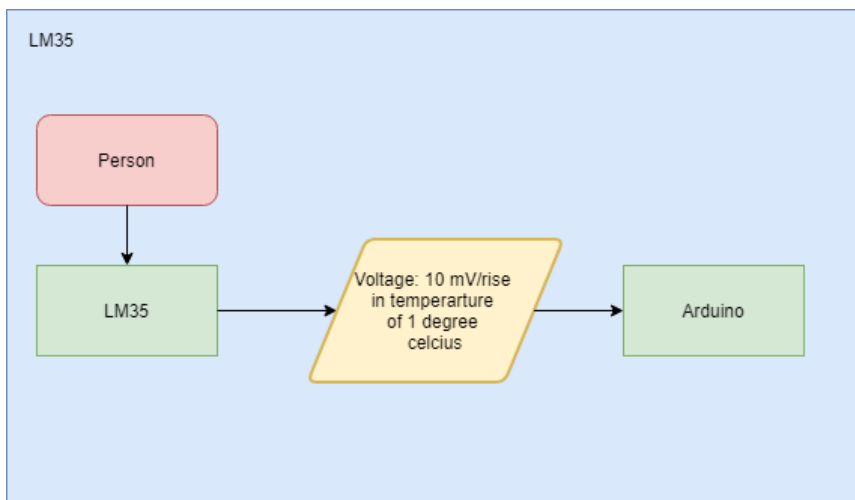 LM35
Person
LM35
Voltage: 10 mV/rise
in temperarture
of 1 degree
celcius
Arduino